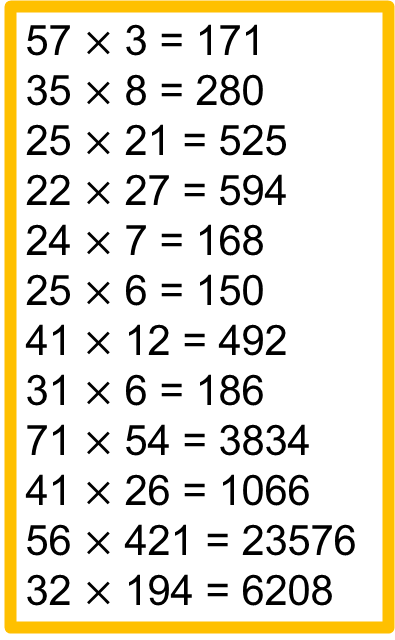 57 × 3 = 171
35 × 8 = 280
25 × 21 = 525
22 × 27 = 594
24 × 7 = 168
25 × 6 = 150
41 × 12 = 492
31 × 6 = 186
71 × 54 = 3834
41 × 26 = 1066
56 × 421 = 23576
32 × 194 = 6208